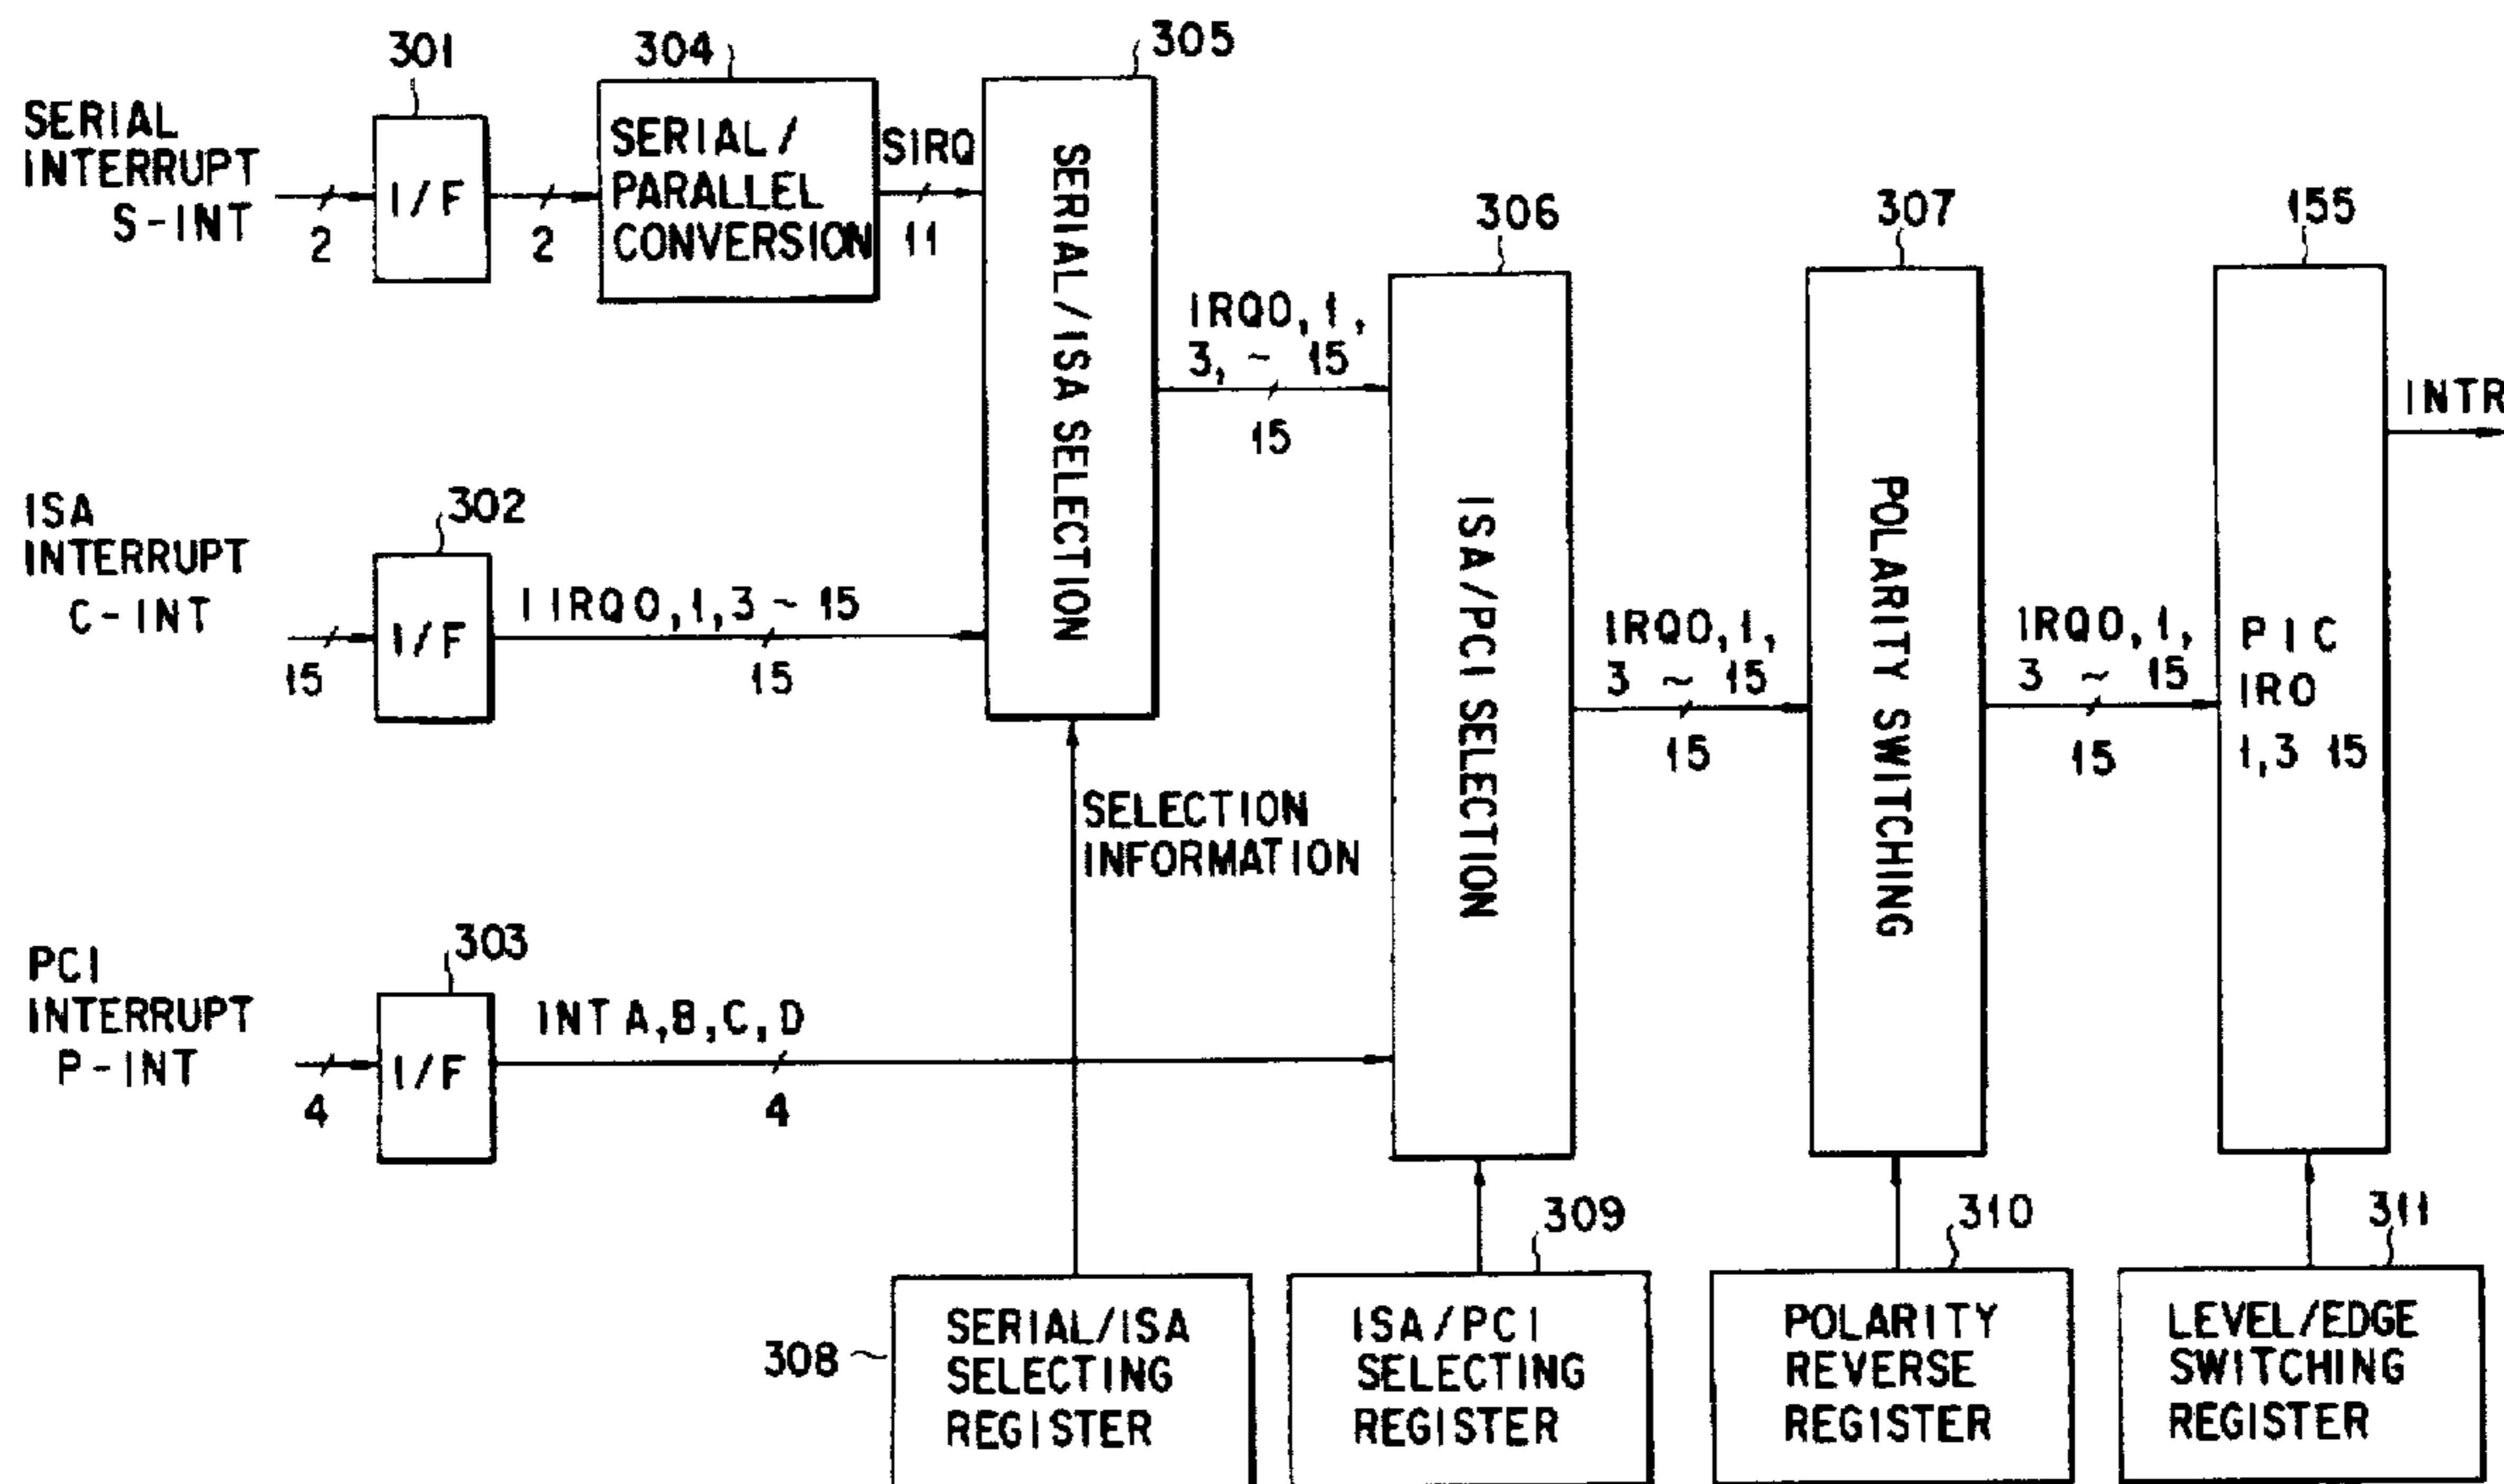 301
304
305
SERIAL
INTERRUPT
S-INT
2
I/F
2
SERIAL/
PARALLEL
CONVERSION
SIRQ
11
SERIAL/ISA SELECTION
306
307
155
IRQ0,1,
3, ~ 15
15
INTR
ISA
INTERRUPT
C-INT
15
302
I/F
IIRQ0,1,3 ~ 15
15
ISA/PCI SELECTION
IRQ0,1,
3 ~ 15
15
POLARITY SWITCHING
IRQ0,1,
3 ~ 15
15
PIC
IRO
1,3 15
SELECTION
INFORMATION
PCI
INTERRUPT
P-INT
4
303
I/F
INT A,B,C,D
4
308
SERIAL/ISA
SELECTING
REGISTER
309
ISA/PCI
SELECTING
REGISTER
310
POLARITY
REVERSE
REGISTER
311
LEVEL/EDGE
SWITCHING
REGISTER